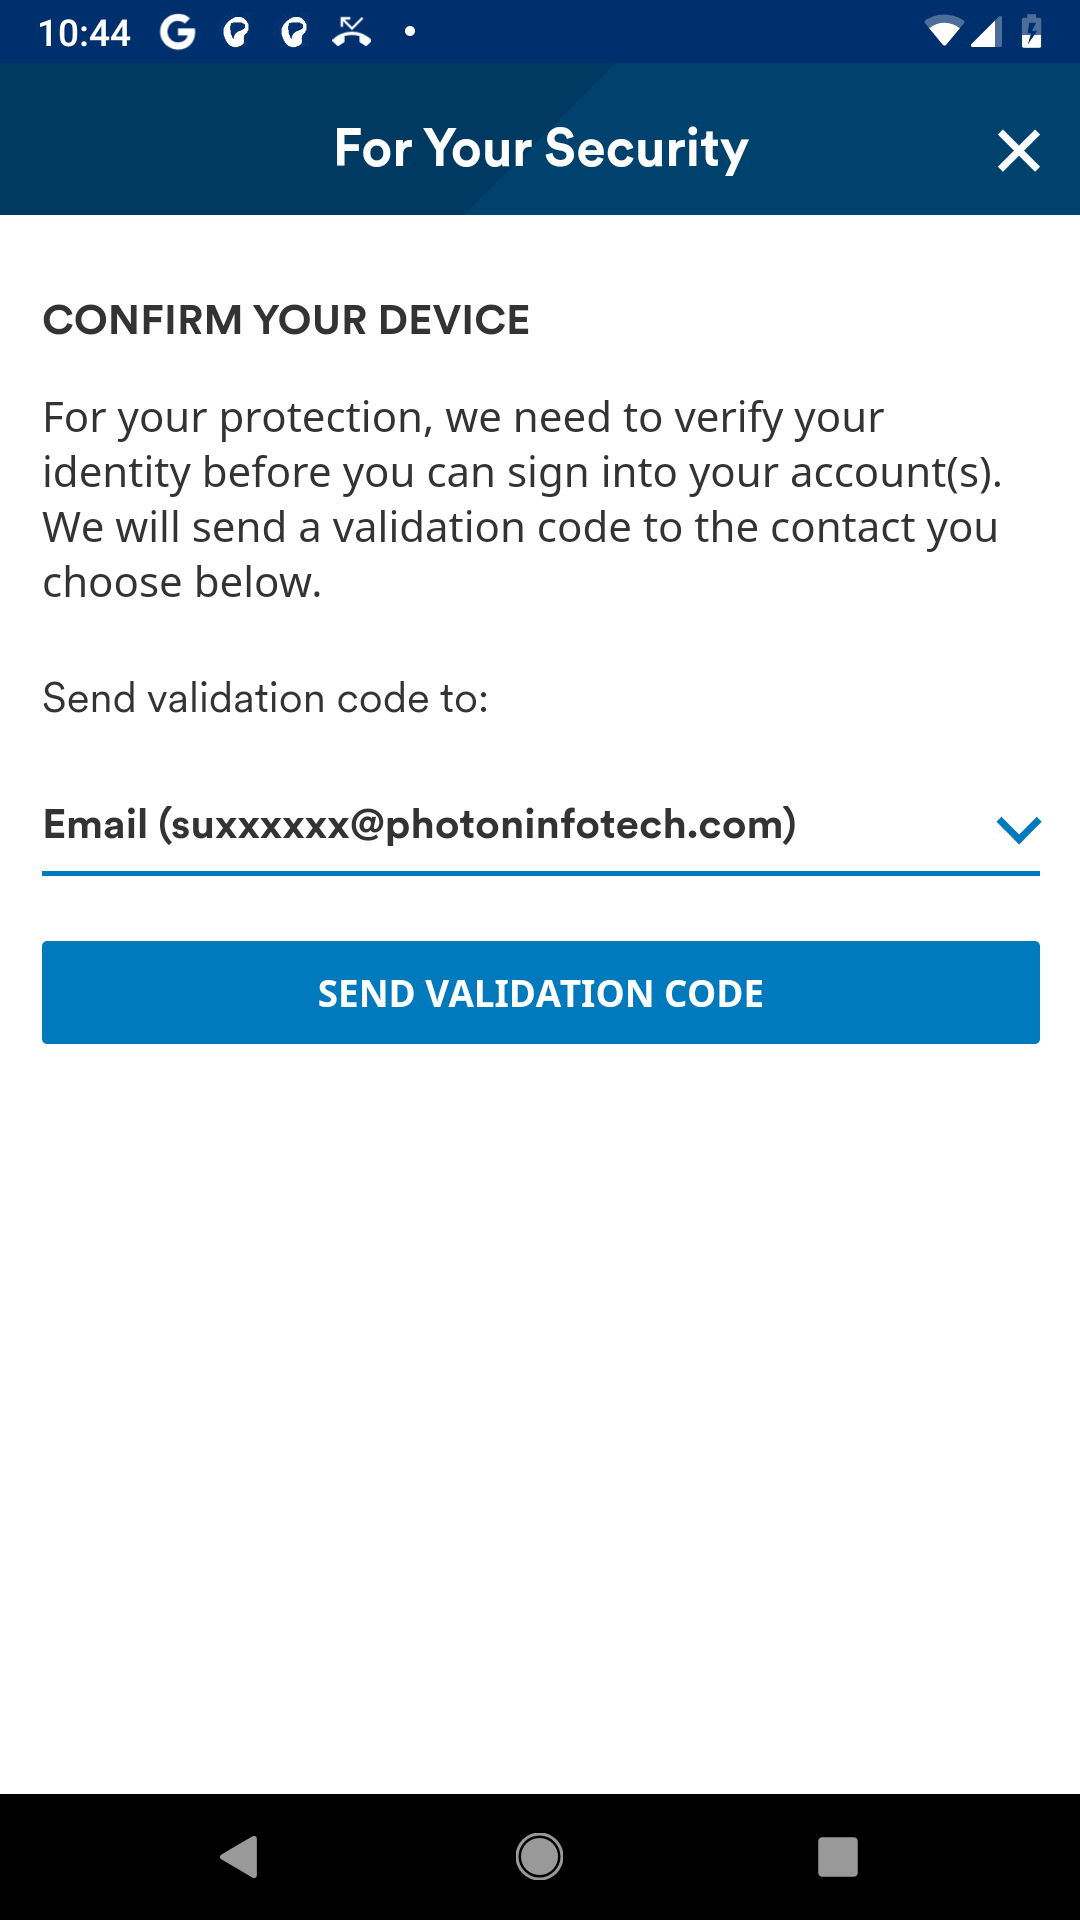 10:44
For Your Security
CONFIRM YOUR DEVICE
For your protection, we need to verify your
identity before you can sign into your account(s).
We will send a validation code to the contact you
choose below.
Send validation code to:
Email (suxxxxxx@photoninfotech.com)
SEND VALIDATION CODE